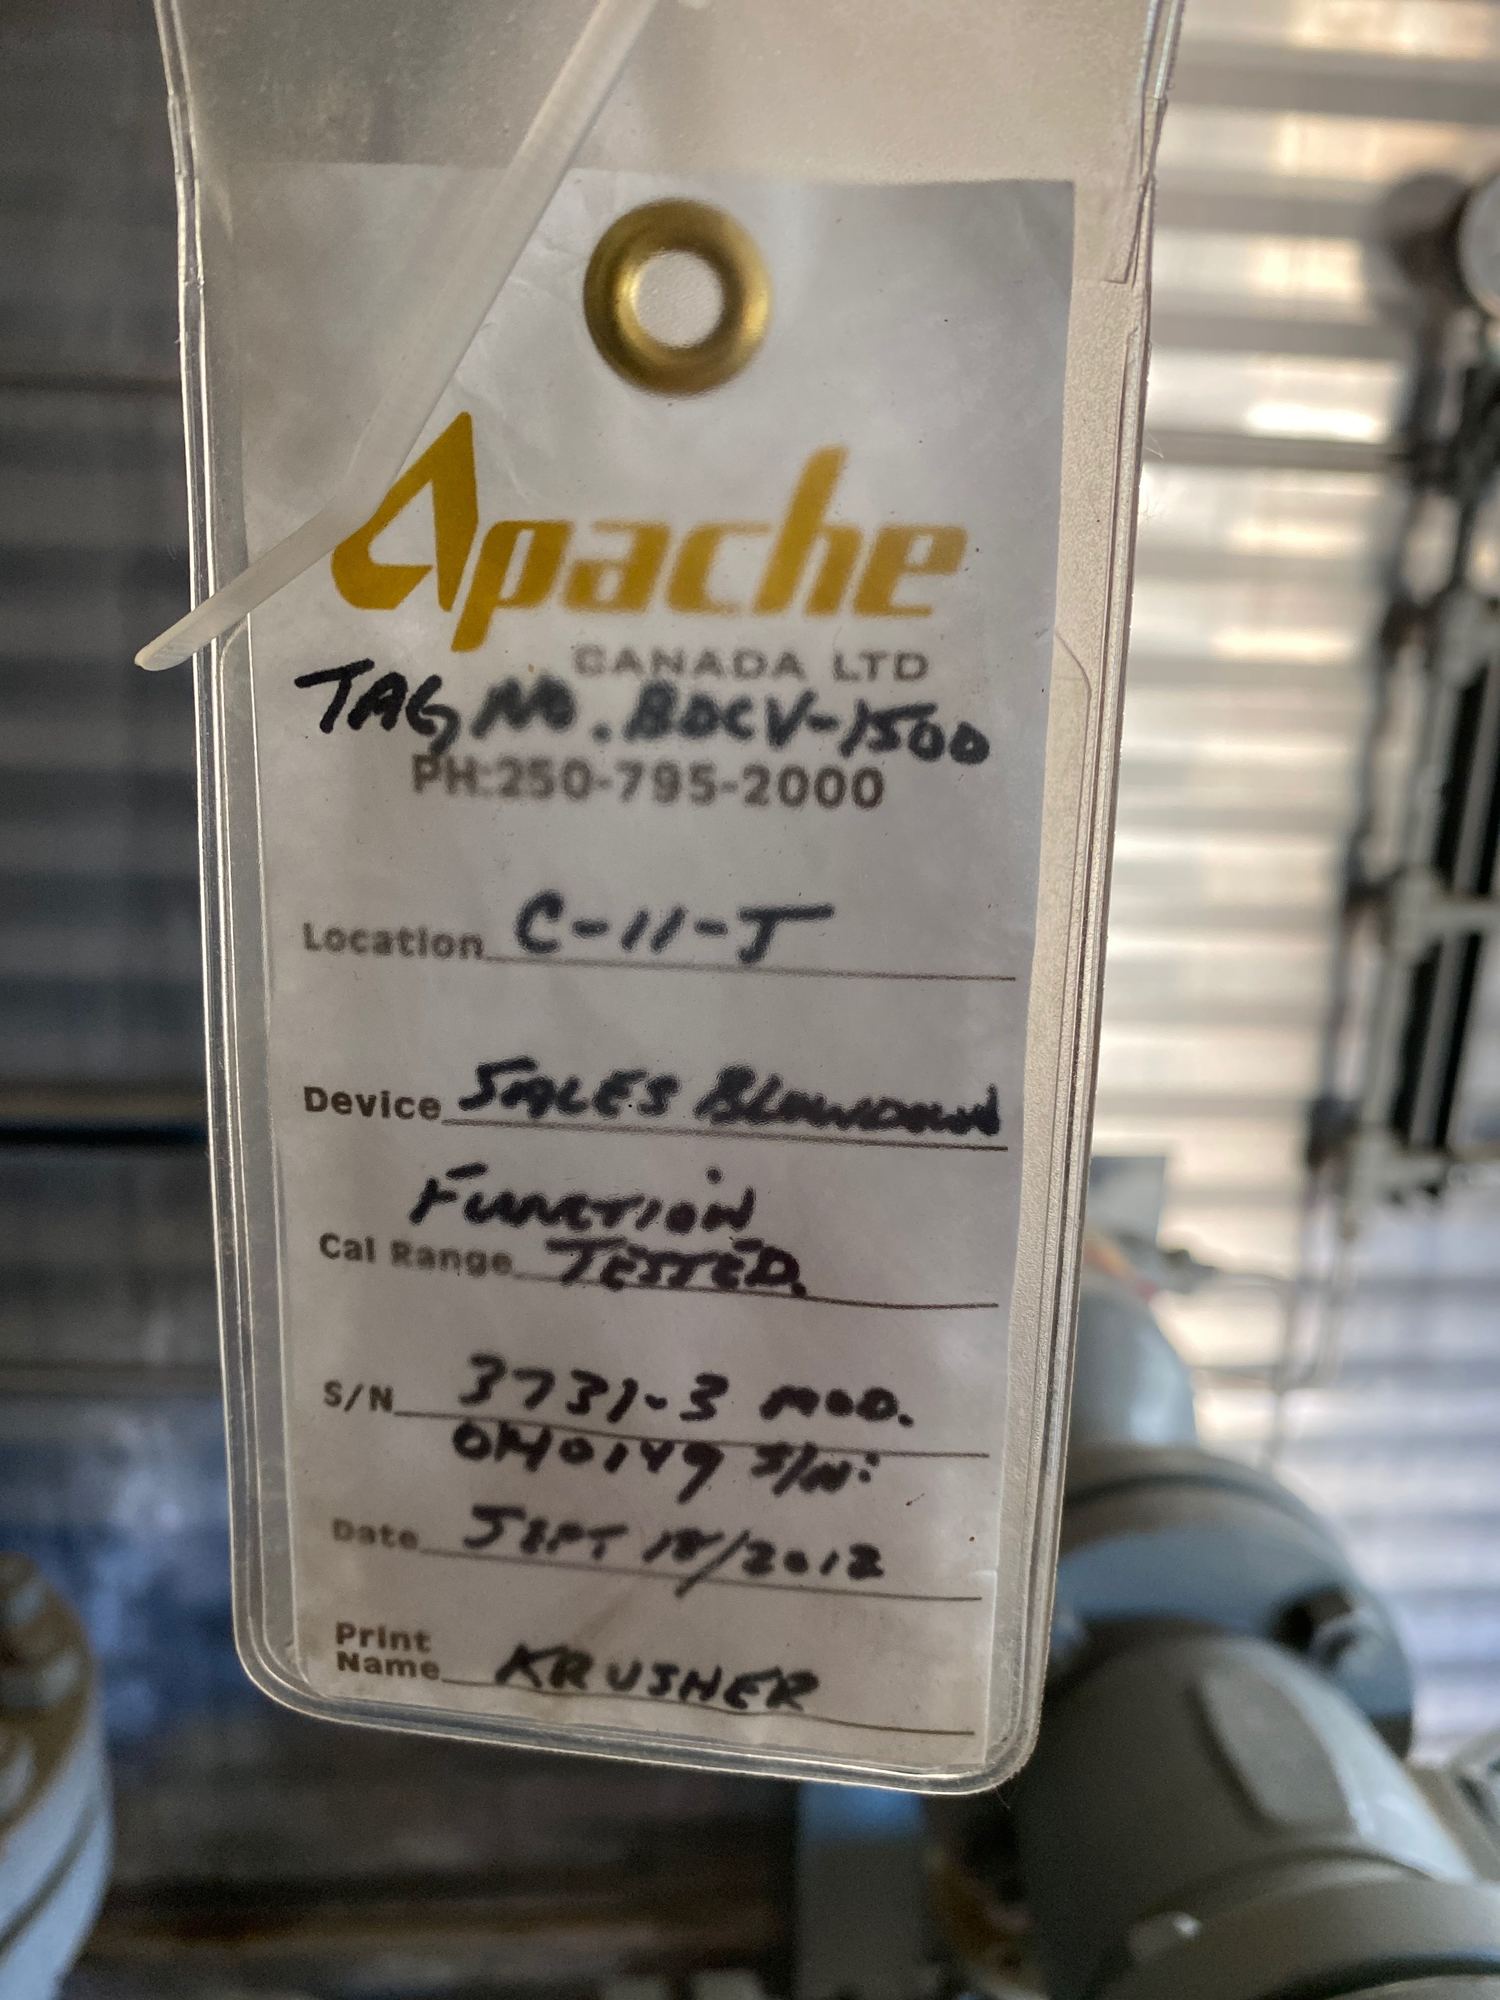 Apache
CANADA LTD
TAG NO. BDCV-1500
PH:250-795-2000
Location C-11-J
Device SALES BLOWDOWN
FUNCTION
Cal Range TESTED.
S/N 3731-3 MOD.
0140149 S/N:
Date SEPT 18/2012
Print
Name KRUSHER